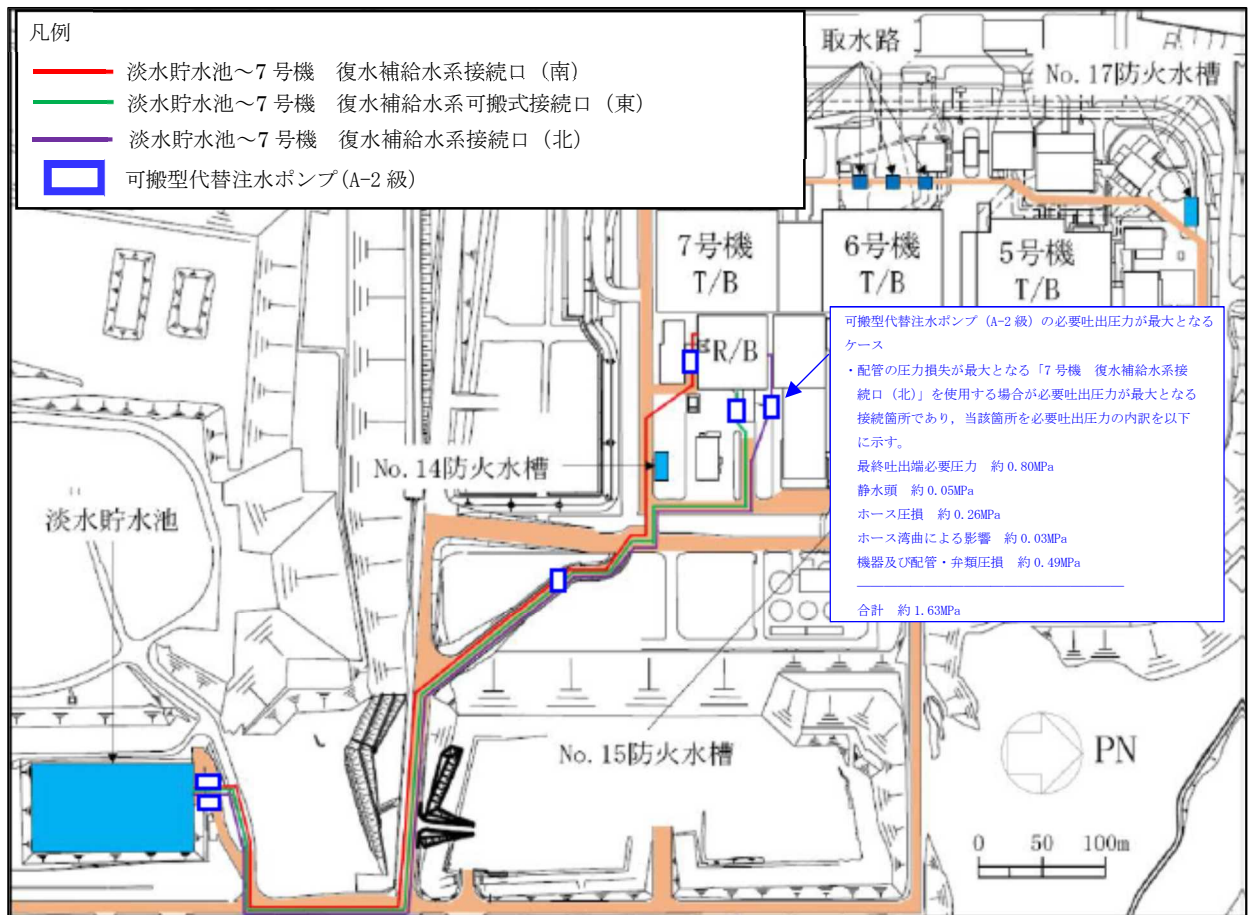 凡例
淡水貯水池～7 号機　復水補給水系接続口（南）
淡水貯水池～7 号機　復水補給水系可搬式接続口（東）
淡水貯水池～7 号機　復水補給水系接続口（北）
可搬型代替注水ポンプ(A-2 級)
取水路
No.17防火水槽
7号機
T/B
6号機
T/B
5号機
T/B
R/B
可搬型代替注水ポンプ（A-2 級）の必要吐出圧力が最大となる
ケース
・配管の圧力損失が最大となる「7 号機　復水補給水系接
続口（北）」を使用する場合が必要吐出圧力が最大となる
接続箇所であり，当該箇所を必要吐出圧力の内訳を以下
に示す。
最終吐出端必要圧力　約 0.80MPa
静水頭　約 0.05MPa
ホース圧損　約 0.26MPa
ホース湾曲による影響　約 0.03MPa
機器及び配管・弁類圧損　約 0.49MPa
合計　約 1.63MPa
No.14防火水槽
淡水貯水池
No.15防火水槽
PN
0 50 100m